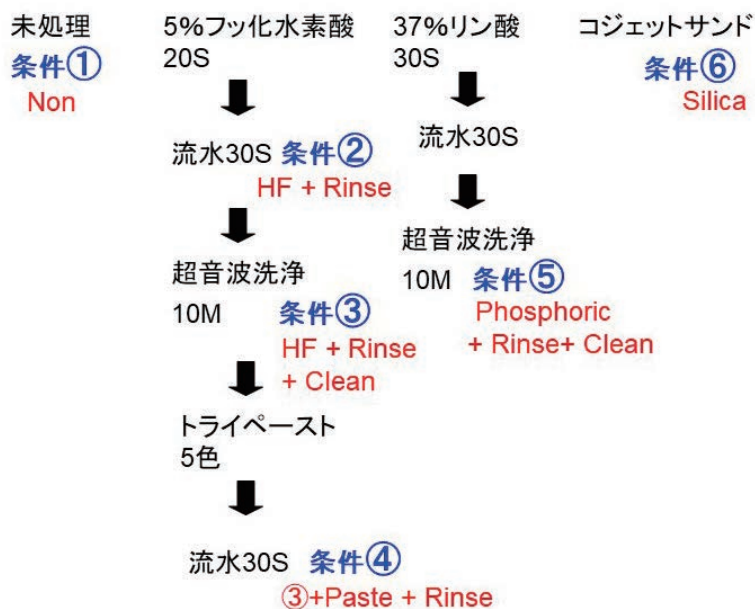 未処理
条件①
Non
5%フッ化水素酸
20S
流水30S 条件②
HF + Rinse
超音波洗浄
10M 条件③
HF + Rinse
+ Clean
トライペースト
5色
流水30S 条件④
③+Paste + Rinse
37%リン酸
30S
流水30S
超音波洗浄
10M 条件⑤
Phosphoric
+ Rinse+ Clean
コジェットサンド
条件⑥
Silica